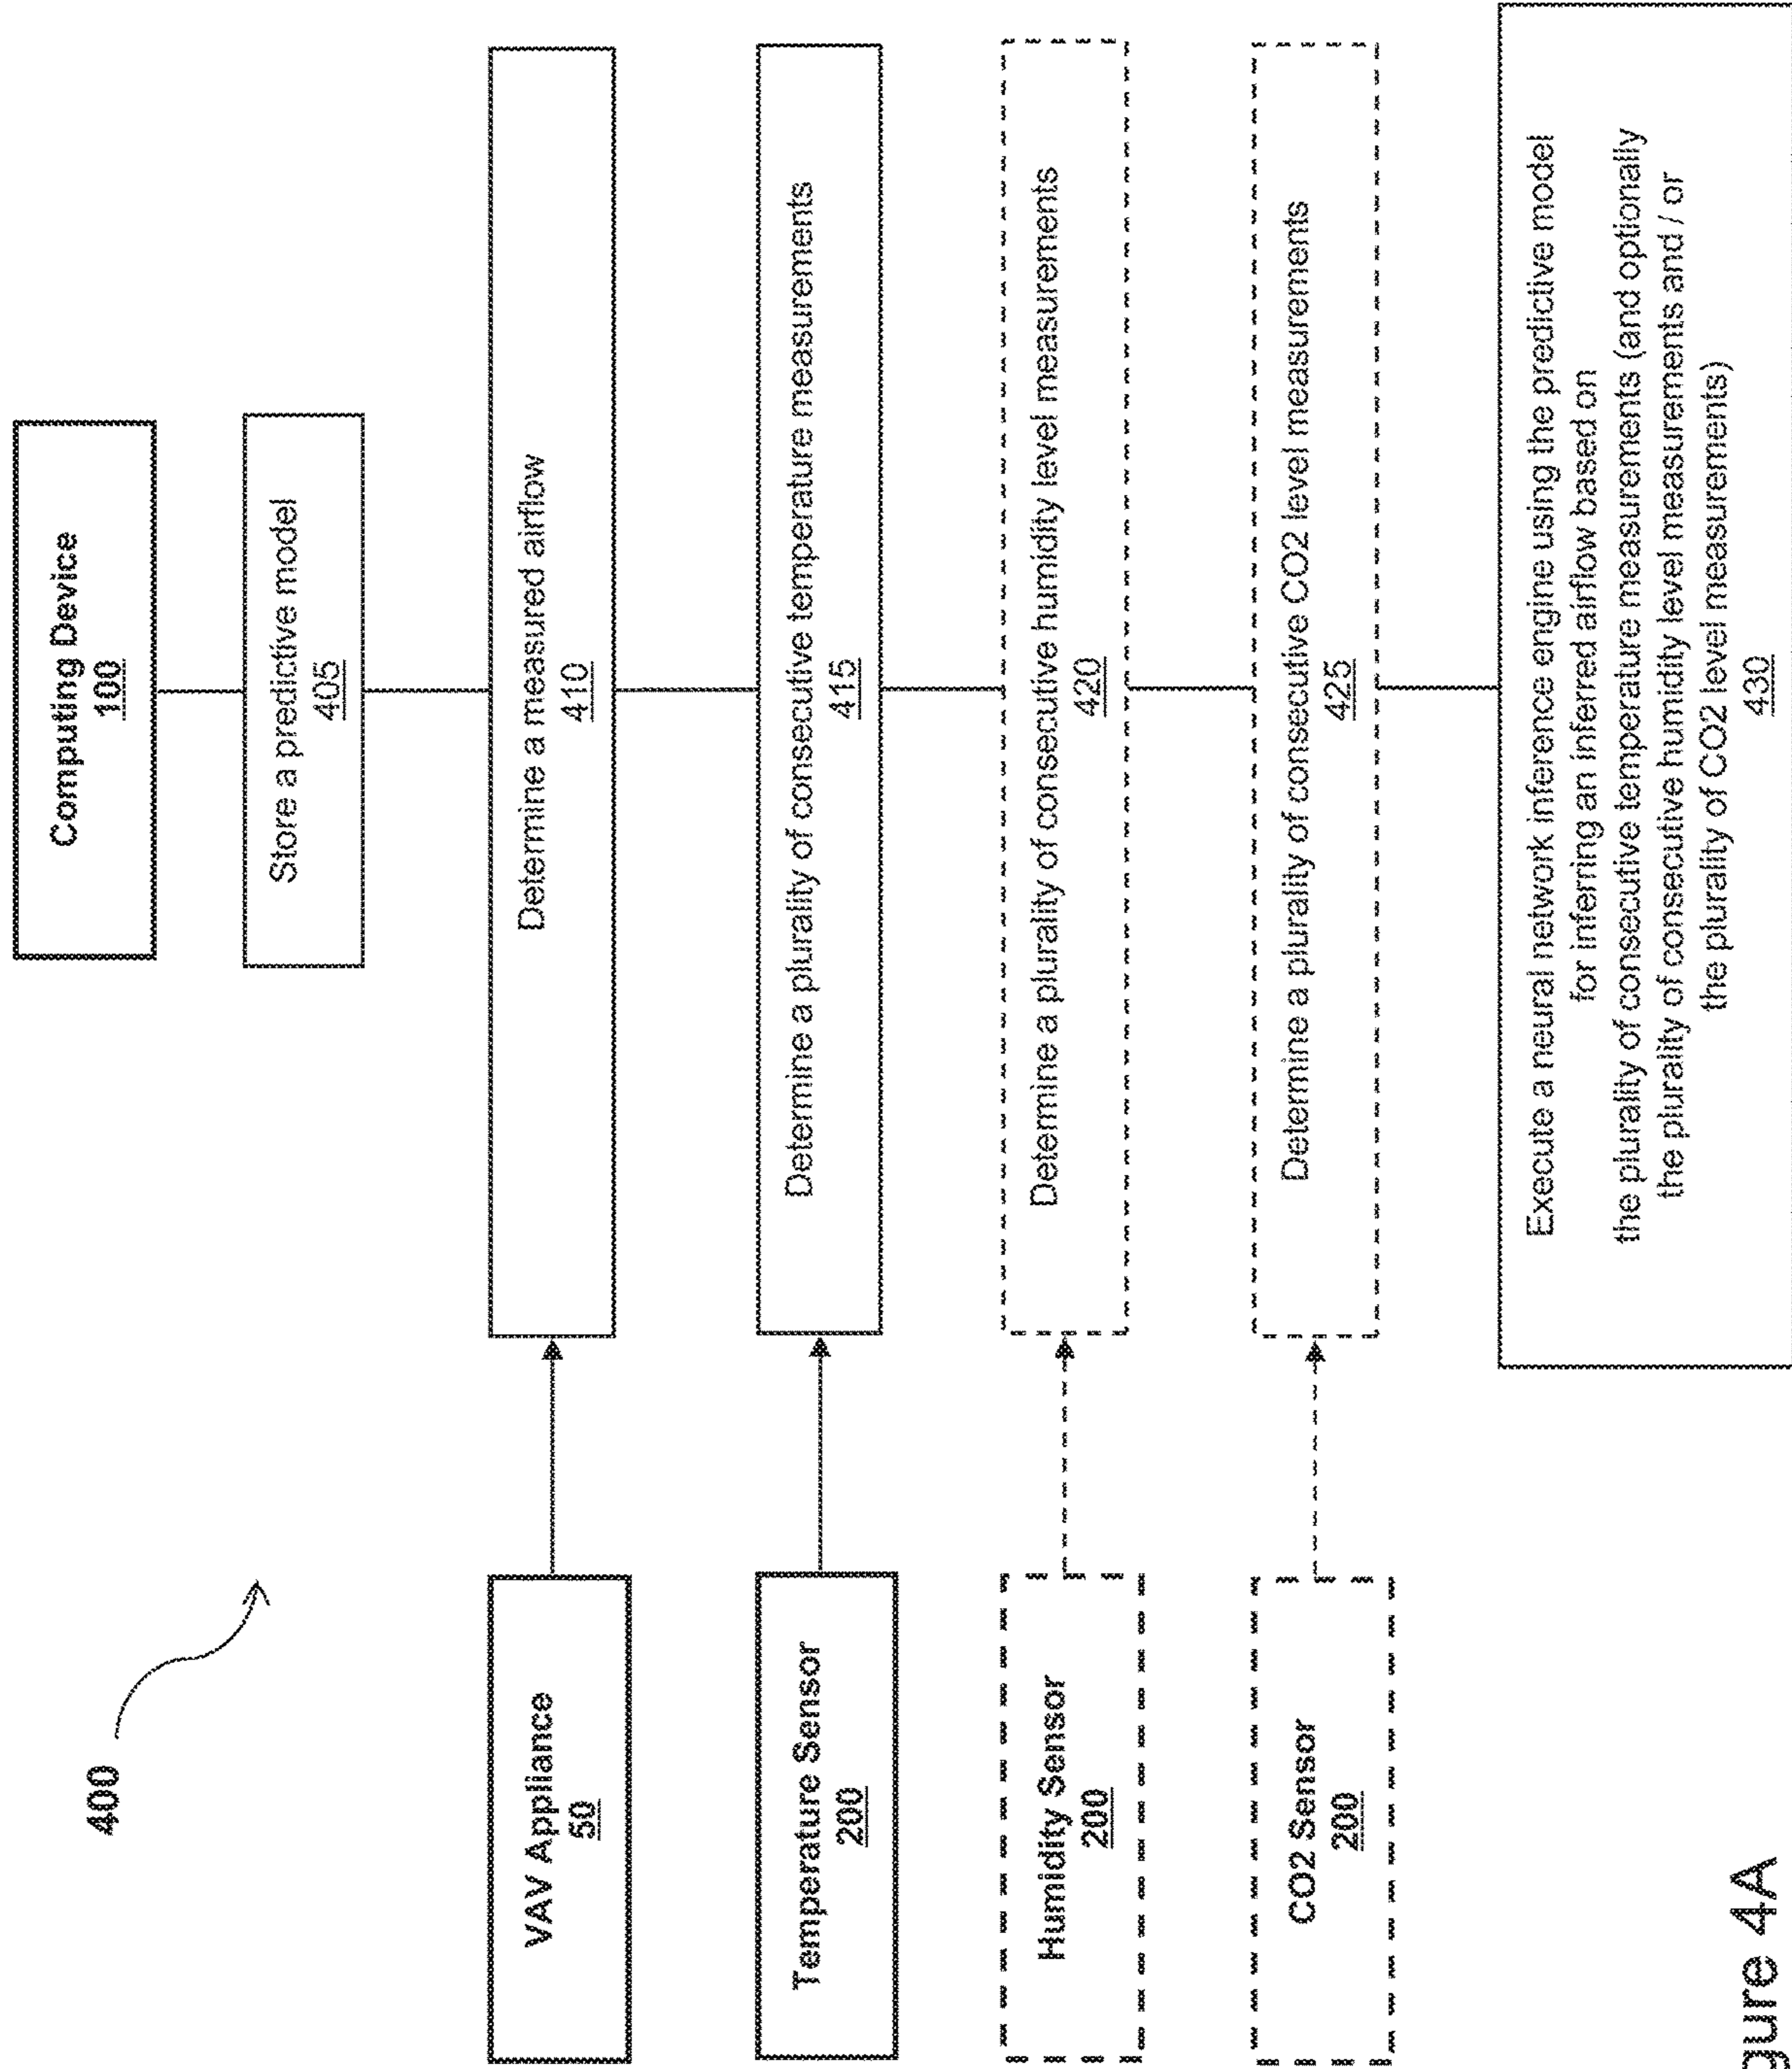 400
Computing Device
100
Store a predictive model
405
VAV Appliance
50
Determine a measured airflow
410
Temperature Sensor
200
Determine a plurality of consecutive temperature measurements
415
Humidity Sensor
200
Determine a plurality of consecutive humidity level measurements
420
CO2 Sensor
200
Determine a plurality of consecutive CO2 level measurements
425
Execute a neural network inference engine using the predictive model
for inferring an inferred airflow based on
the plurality of consecutive temperature measurements (and optionally
the plurality of consecutive humidity level measurements and / or
the plurality of CO2 level measurements)
430
4A